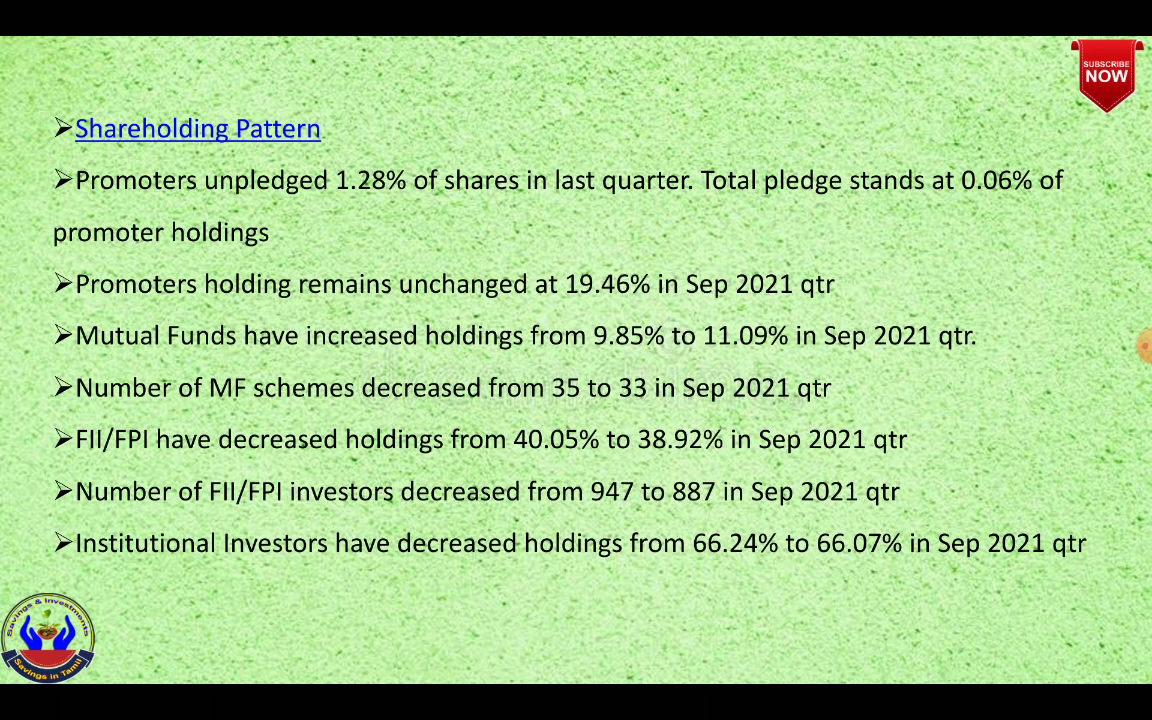 SUBSCRIBE
NOW
➢Shareholding Pattern
➢Promoters unpledged 1.28% of shares in last quarter. Total pledge stands at 0.06% of
promoter holdings
➢Promoters holding remains unchanged at 19.46% in Sep 2021 qtr
➢Mutual Funds have increased holdings from 9.85% to 11.09% in Sep 2021 qtr.
➢Number of MF schemes decreased from 35 to 33 in Sep 2021 qtr
➢FII/FPI have decreased holdings from 40.05% to 38.92% in Sep 2021 qtr
➢Number of FII/FPI investors decreased from 947 to 887 in Sep 2021 qtr
➢Institutional Investors have decreased holdings from 66.24% to 66.07% in Sep 2021 qtr
Savings & Investments
Savings in Tamil